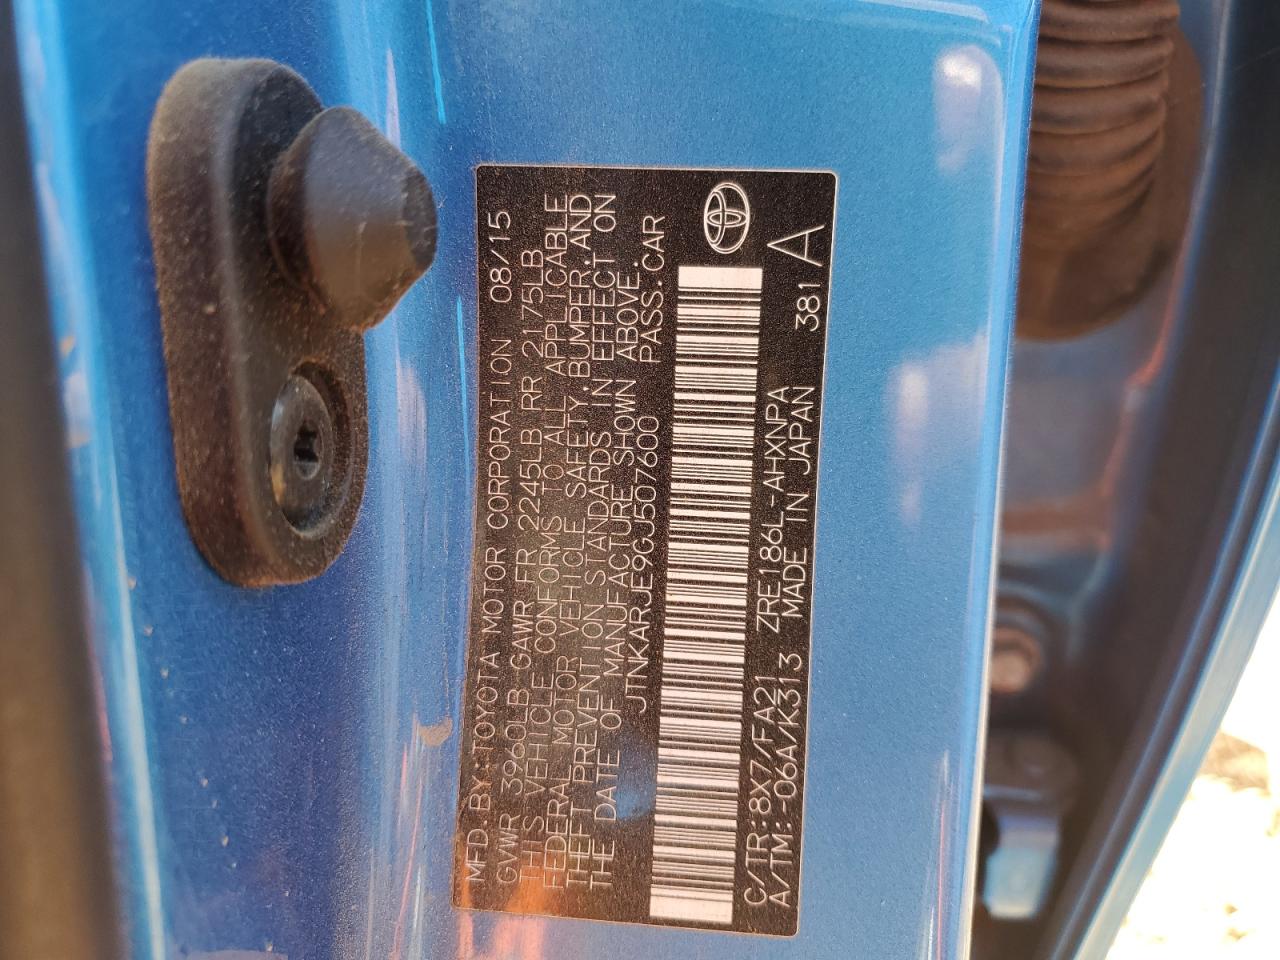 MFD.BY:TOYOTA MOTOR CORPORATION 08/15
GVWR 3960LB GAWR FR 2245LB RR 2175LB
THIS VEHICLE CONFORMS TO ALL APPLICABLE
FEDERAL MOTOR VEHICLE SAFETY,BUMPER,AND
THEFT PREVENTION STANDARDS IN EFFECT ON
THE DATE OF MANUFACTURE SHOWN ABOVE.
JTNKARJE9GJ507600 PASS.CAR
C/TR:8X7/FA21 ZRE186L-AHXNPA
A/TM:-06A/K313 MADE IN JAPAN 381 A